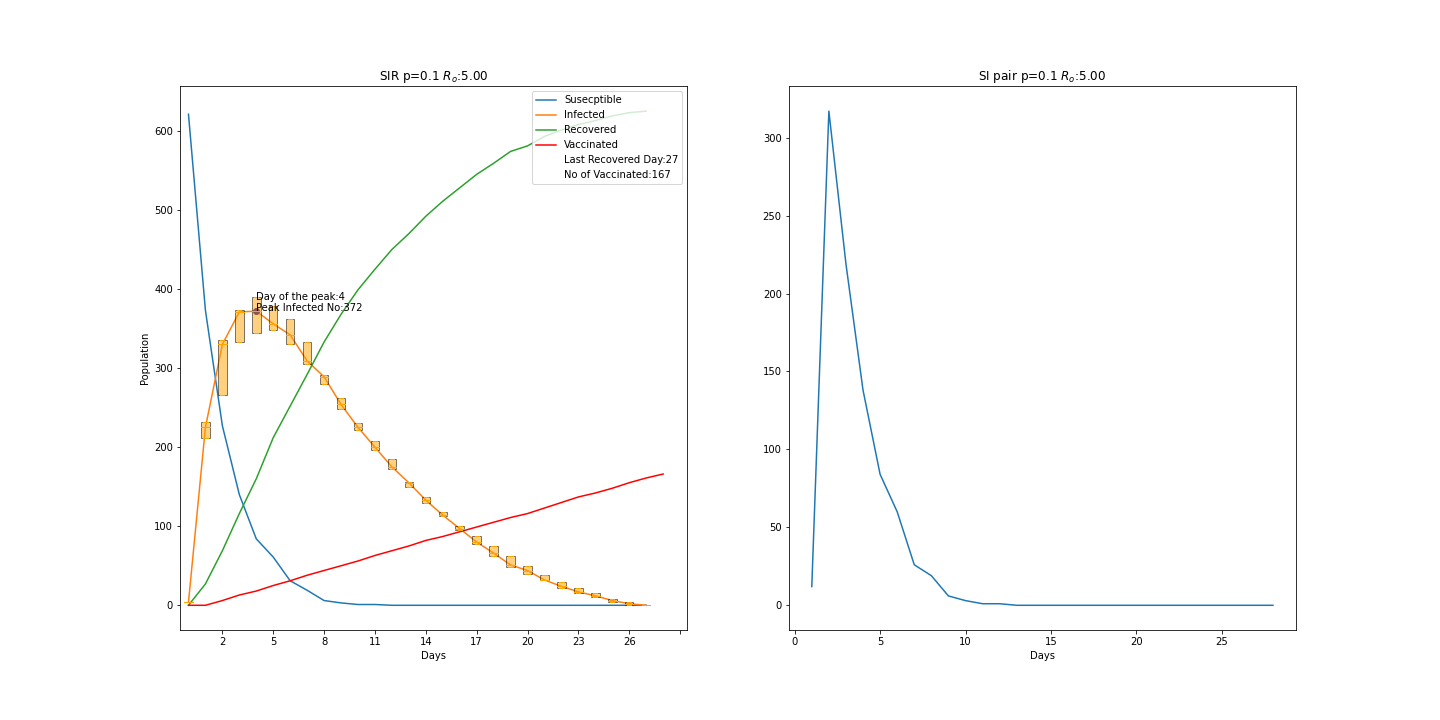 SIR p=0.1 Rₒ:5.00
Susecptible
Infected
Recovered
Vaccinated
Last Recovered Day:27
No of Vaccinated:167
Day of the peak:4
Peak Infected No:372
Population
600
500
400
300
200
100
0
2 5 8 11 14 17 20 23 26
Days
SI pair p=0.1 Rₒ:5.00
300
250
200
150
100
50
0
0 5 10 15 20 25
Days